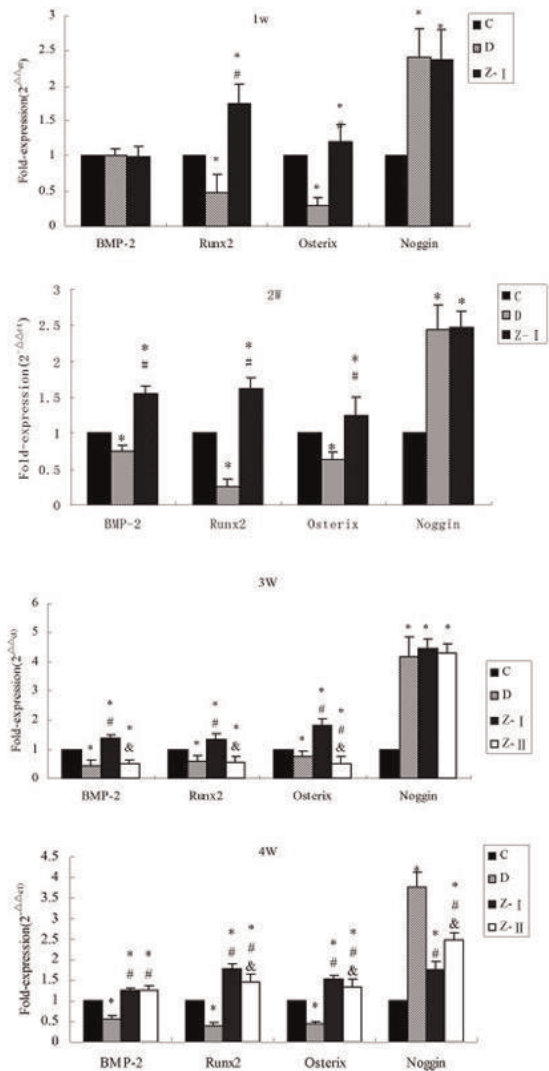 1w
Fold-expression(2^-△△ct)
3
2.5
2
1.5
1
0.5
0
* # * * # * * *
BMP-2 Runx2 Osterix Noggin
C
D
Z-I
2W
Fold-expression(2^-△△ct)
3
2.5
2
1.5
1
0.5
0
* # * * # * * # * * *
BMP-2 Runx2 Osterix Noggin
C
D
Z-I
3W
Fold-expression(2^-△△ct)
6
5
4
3
2
1
0
* * # * & * * # * & * * # * # & * * *
BMP-2 Runx2 Osterix Noggin
C
D
Z-I
Z-II
4W
Fold-expression(2^-△△ct)
4.5
4
3.5
3
2.5
2
1.5
1
0.5
0
* * # * # * * # * # & * * # * # & * * # * # &
BMP-2 Runx2 Osterix Noggin
C
D
Z-I
Z-II